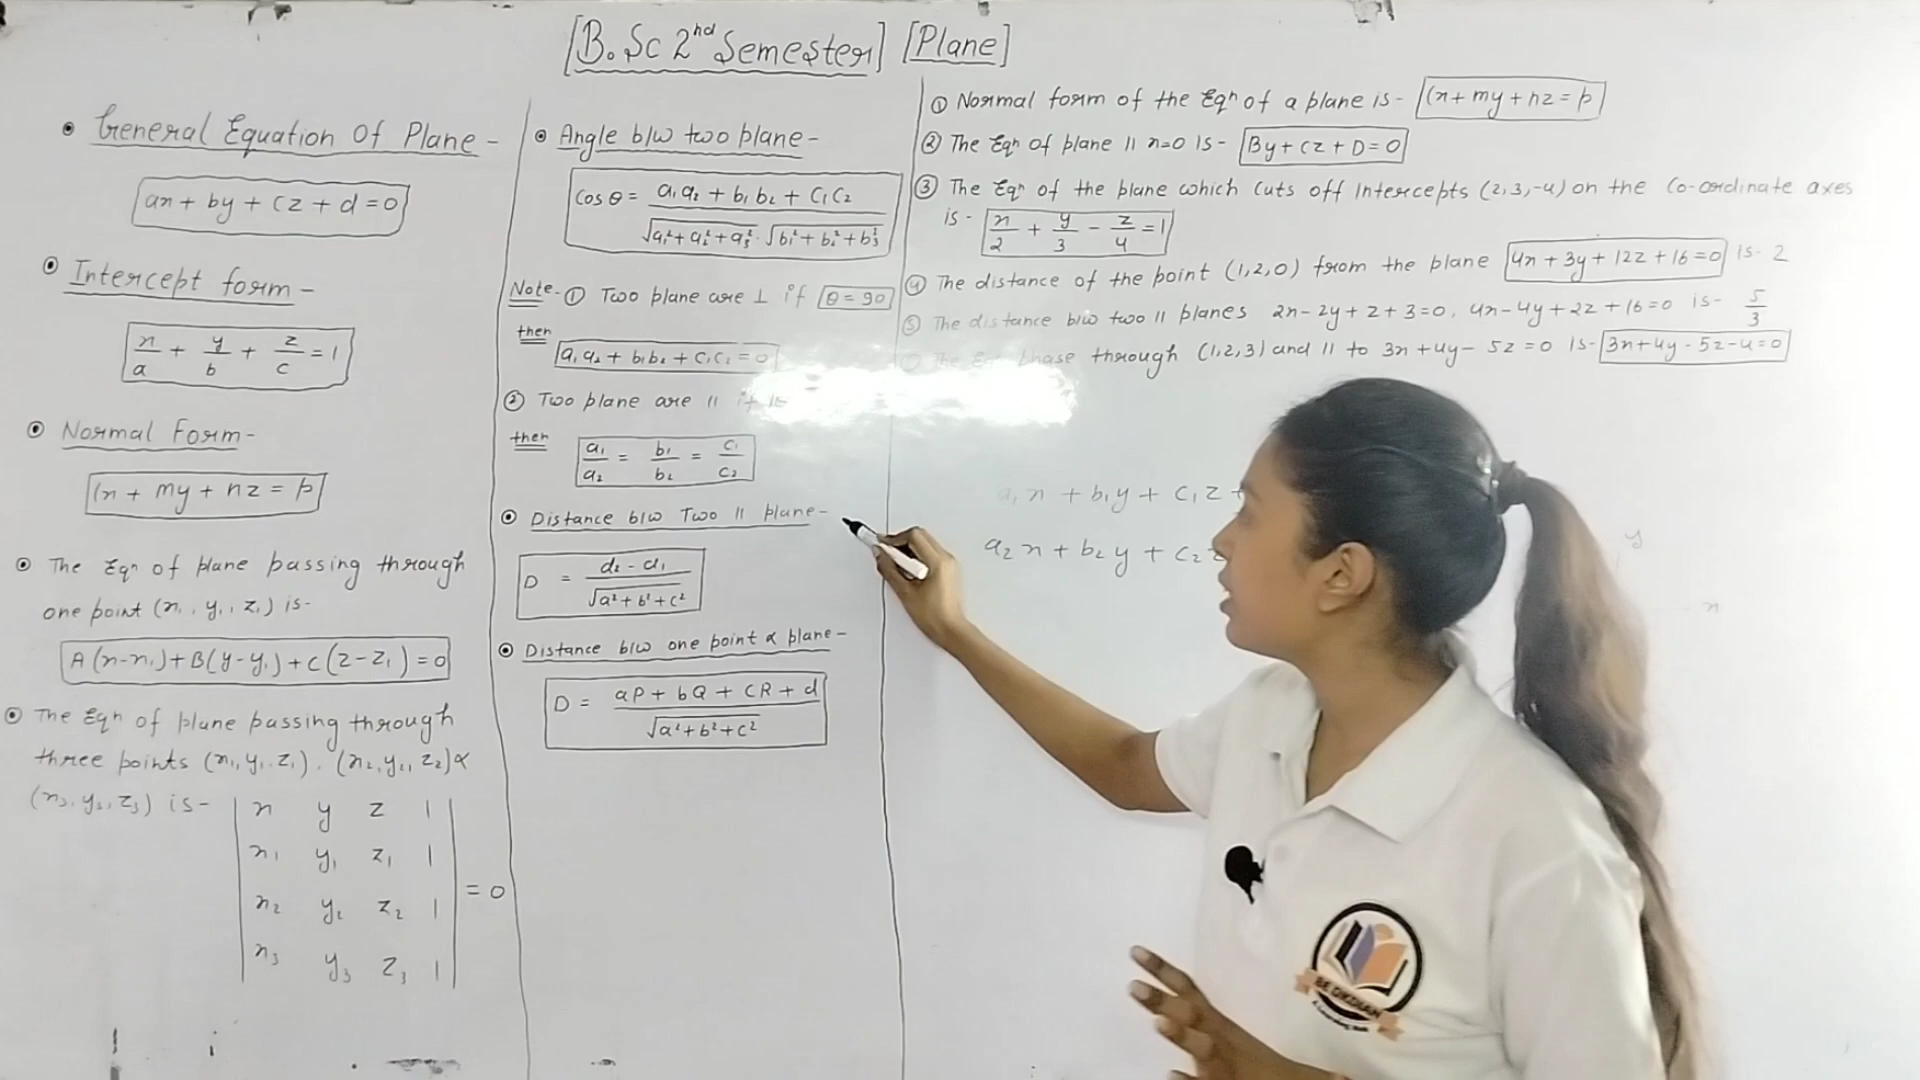 [B.Sc 2nd Semester] [Plane]
• General Equation Of Plane -
ax + by + cz + d = 0
• Intercept form -
x/a + y/b + z/c = 1
• Normal Form -
lx + my + nz = p
• The Eqn of plane passing through
one point (x1, y1, z1) is -
A(x-x1)+B(y-y1)+C(z-z1)=0
• The Eqn of plane passing through
three points (x1, y1, z1), (x2, y2, z2) &
(x3, y3, z3) is -
| x y z 1 |
| x1 y1 z1 1 |
| x2 y2 z2 1 | = 0
| x3 y3 z3 1 |
• Angle b/w two plane -
Cos θ = a1a2 + b1b2 + c1c2 / √a1²+a2²+a3² · √b1²+b2²+b3²
Note - ① Two plane are ⊥ if θ = 90
then
a1a2 + b1b2 + c1c2 = 0
② Two plane are || if
then a1/a2 = b1/b2 = c1/c2
• Distance b/w Two || plane -
D = d2 - d1 / √a²+b²+c²
• Distance b/w one point & plane -
D = aP + bQ + CR + d / √a²+b²+c²
① Normal form of the Eqn of a plane is - lx + my + nz = p
② The Eqn of plane || x=0 is - By + Cz + D = 0
③ The Eqn of the plane which Cuts off Intercepts (2,3,-4) on the Co-ordinate axes
is - x/2 + y/3 - z/4 = 1
④ The distance of the point (1,2,0) from the plane 4x + 3y + 12z + 16 = 0 is - 2
⑤ The distance b/w two || planes 2x - 2y + z + 3 = 0, 4x - 4y + 2z + 16 = 0 is - 5/3
The phase through (1,2,3) and || to 3x + 4y - 5z = 0 is - 3x + 4y - 5z - 4 = 0
a1x + b1y + c1z +
a2x + b2y + c2z
y
x
BE
A Learning Hub